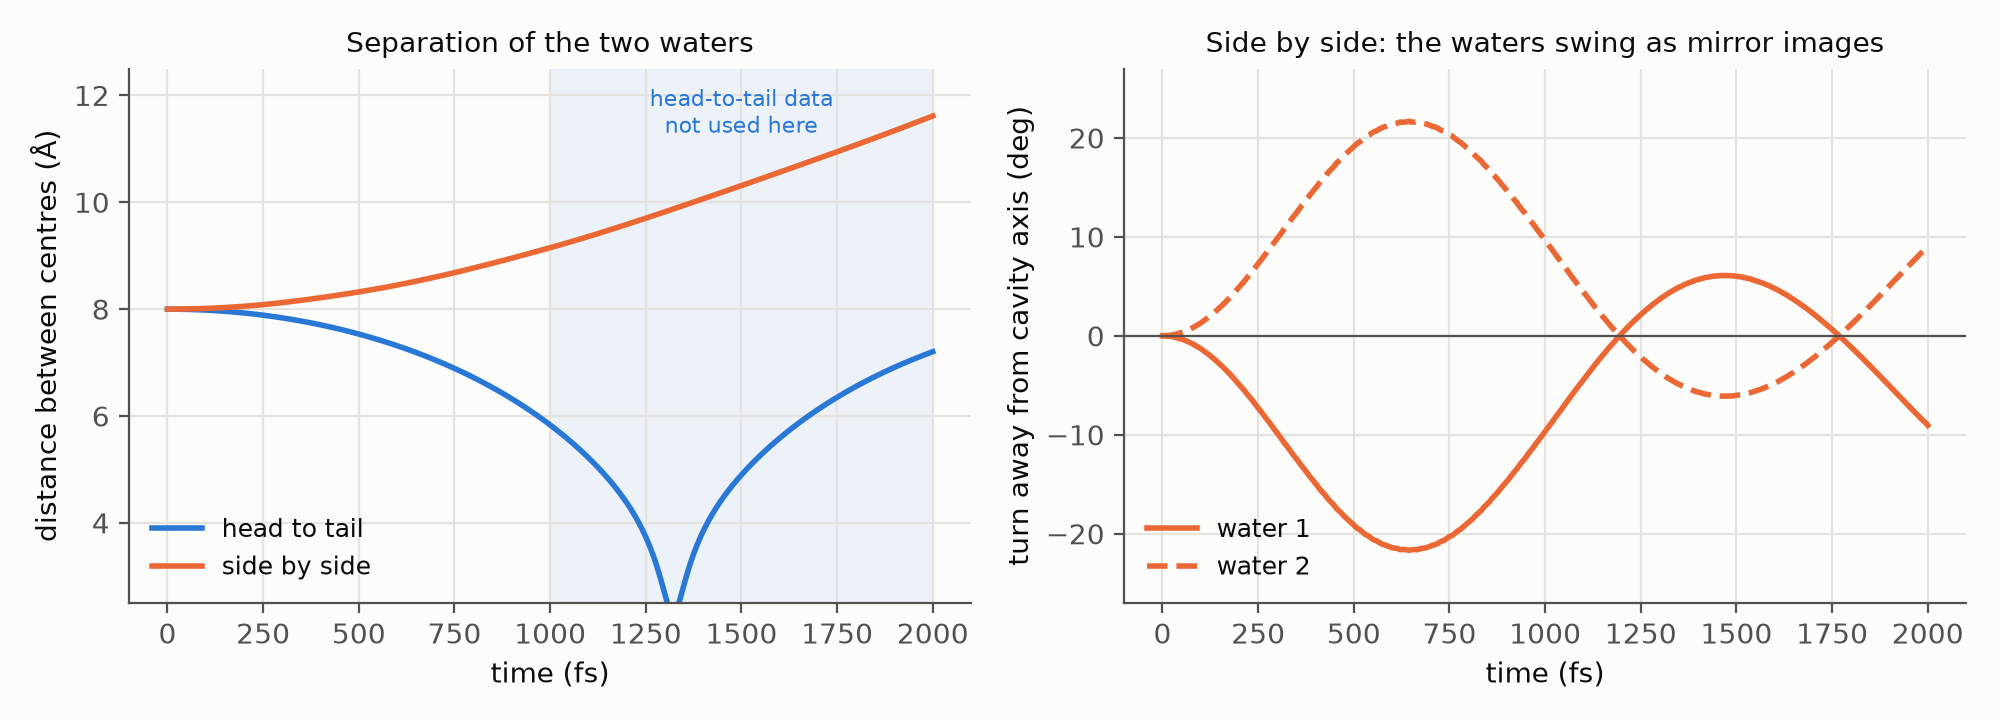 Separation of the two waters
distance between centres (Å)
12
10
8
6
4
head-to-tail data
not used here
head to tail
side by side
0 250 500 750 1000 1250 1500 1750 2000
time (fs)
Side by side: the waters swing as mirror images
turn away from cavity axis (deg)
20
10
0
−10
−20
water 1
water 2
0 250 500 750 1000 1250 1500 1750 2000
time (fs)